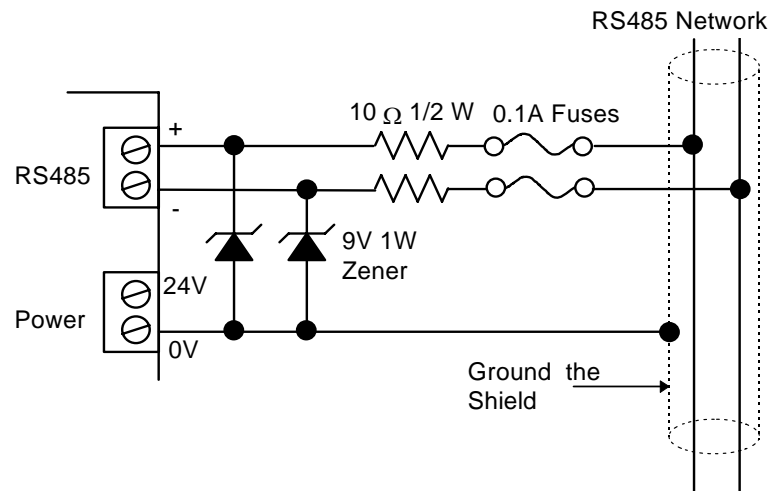 RS485 Network
10 Ω 1/2 W
0.1A Fuses
+
RS485
-
9V 1W
Zener
24V
Power
0V
Ground the
Shield